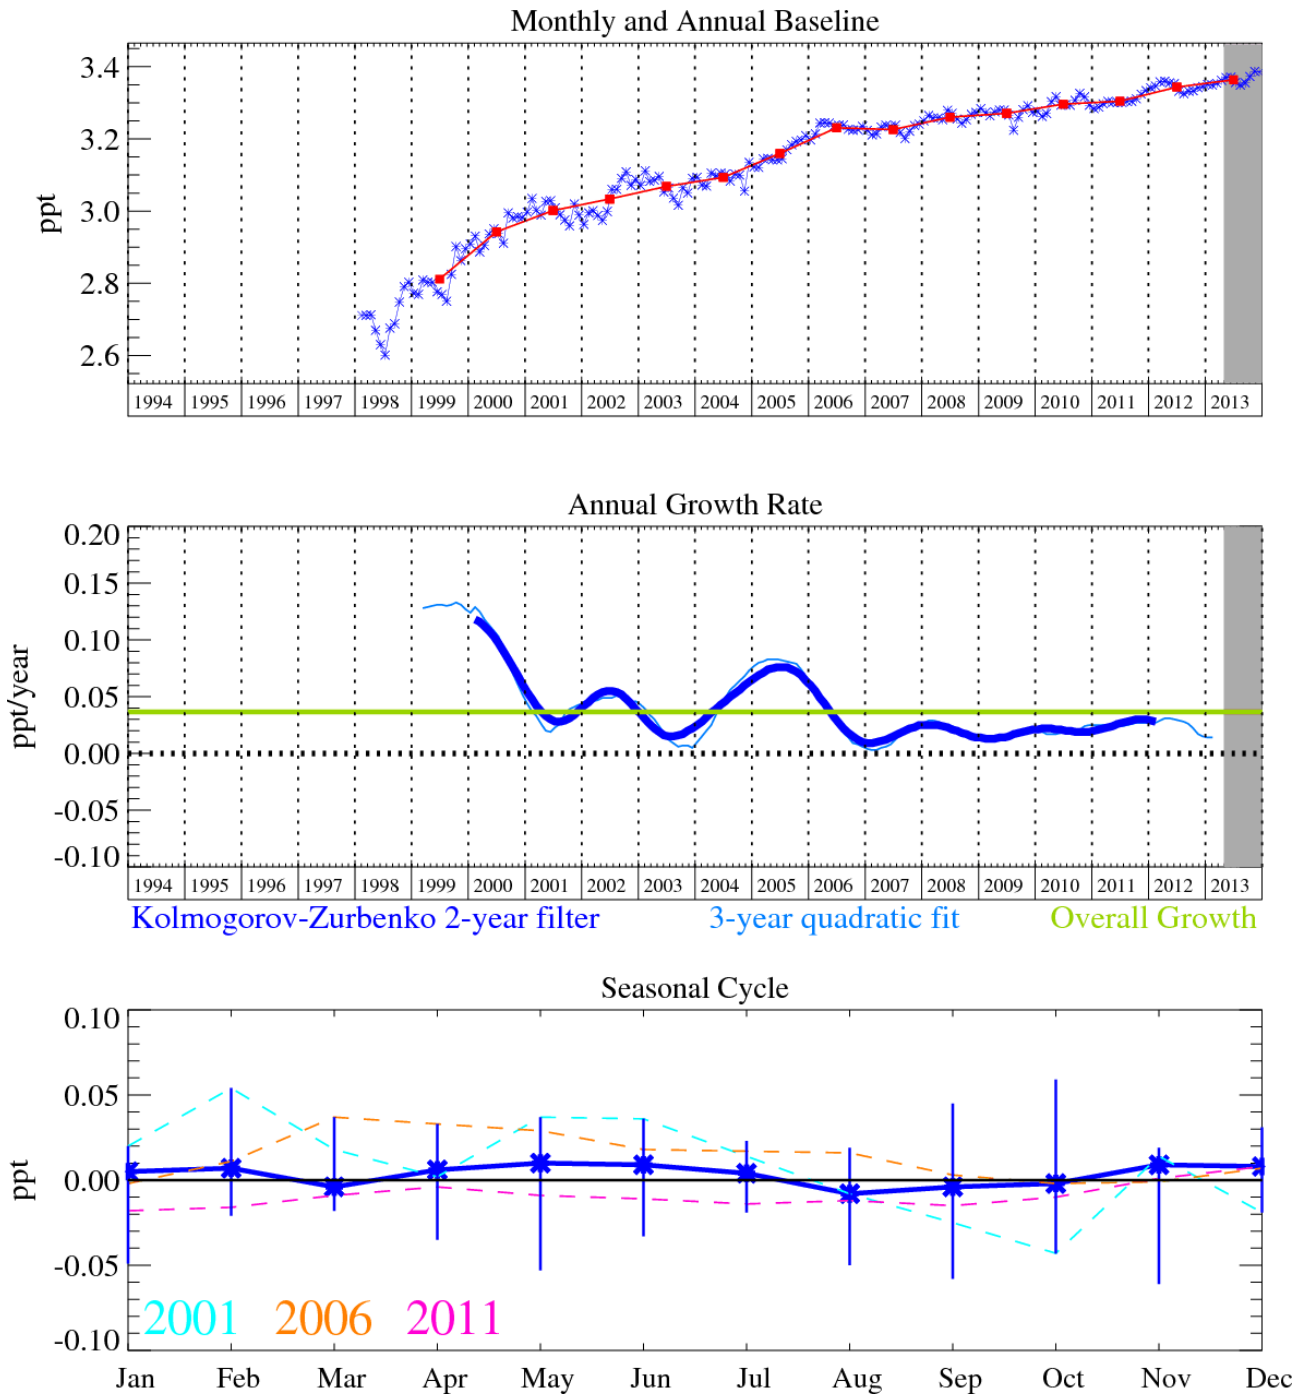 Monthly and Annual Baseline
3.4
3.2
3.0
2.8
2.6
ppt
1994 1995 1996 1997 1998 1999 2000 2001 2002 2003 2004 2005 2006 2007 2008 2009 2010 2011 2012 2013
Annual Growth Rate
0.20
0.15
0.10
0.05
0.00
-0.05
-0.10
ppt/year
1994 1995 1996 1997 1998 1999 2000 2001 2002 2003 2004 2005 2006 2007 2008 2009 2010 2011 2012 2013
Kolmogorov-Zurbenko 2-year filter 3-year quadratic fit Overall Growth
Seasonal Cycle
0.10
0.05
0.00
-0.05
-0.10
ppt
2001 2006 2011
Jan Feb Mar Apr May Jun Jul Aug Sep Oct Nov Dec